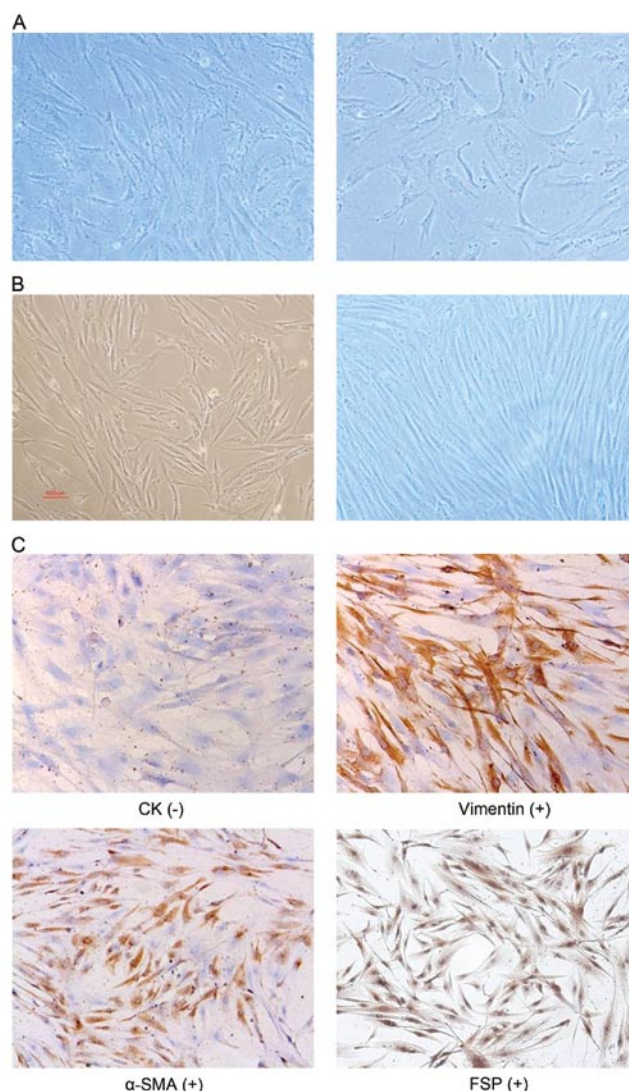 A
B
C
CK (-)
Vimentin (+)
α-SMA (+)
FSP (+)